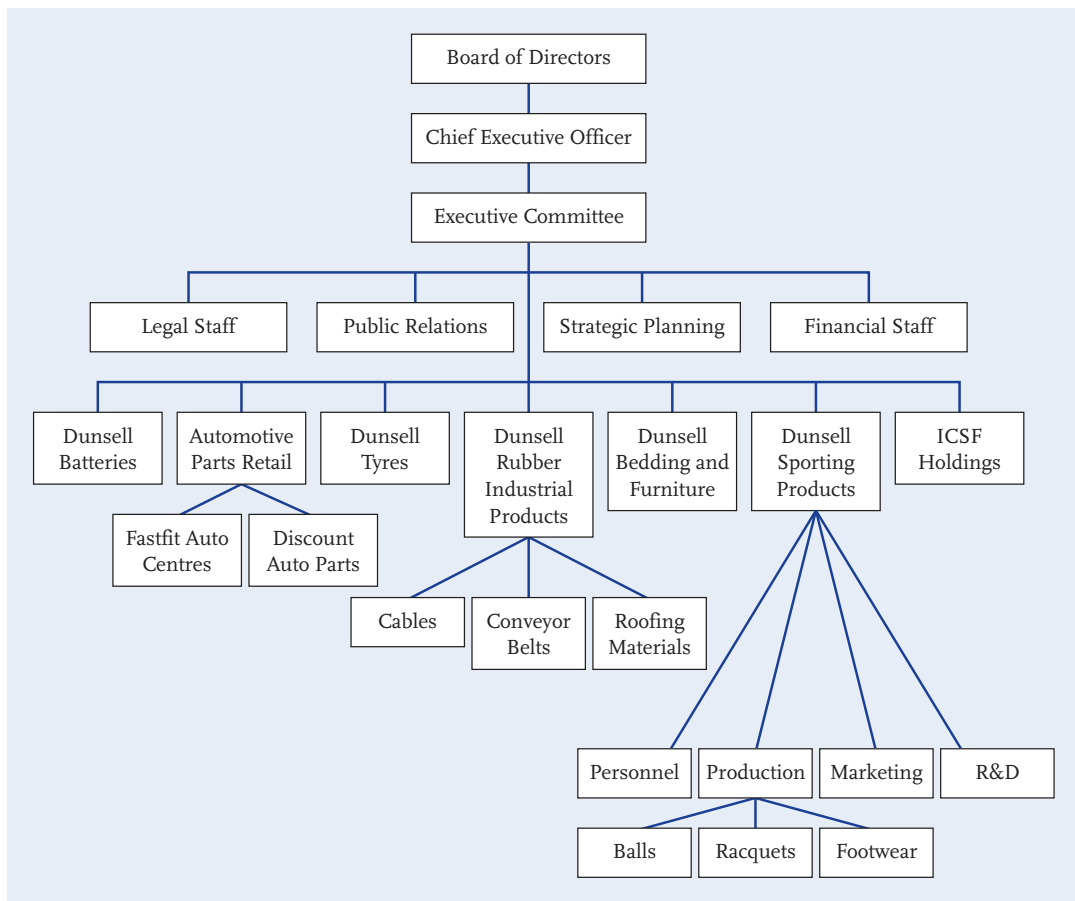 Board of Directors
Chief Executive Officer
Executive Committee
Legal Staff
Public Relations
Strategic Planning
Financial Staff
Dunsell
Batteries
Automotive
Parts Retail
Dunsell
Tyres
Dunsell
Rubber
Industrial
Products
Dunsell
Bedding and
Furniture
Dunsell
Sporting
Products
ICSF
Holdings
Fastfit Auto
Centres
Discount
Auto Parts
Cables
Conveyor
Belts
Roofing
Materials
Personnel
Production
Marketing
R&D
Balls
Racquets
Footwear